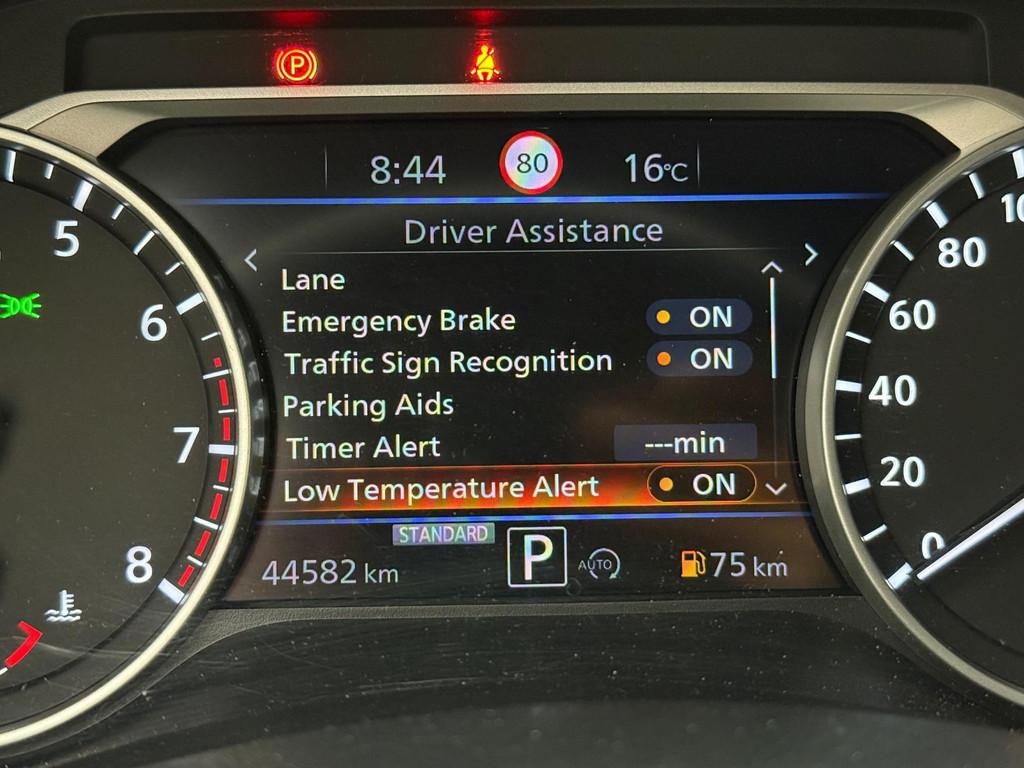 P
8:44 80 16°C
Driver Assistance
Lane
Emergency Brake ON
Traffic Sign Recognition ON
Parking Aids
Timer Alert ---min
Low Temperature Alert ON
STANDARD
44582 km P AUTO 75 km
5
6
7
8
80
60
40
20
0